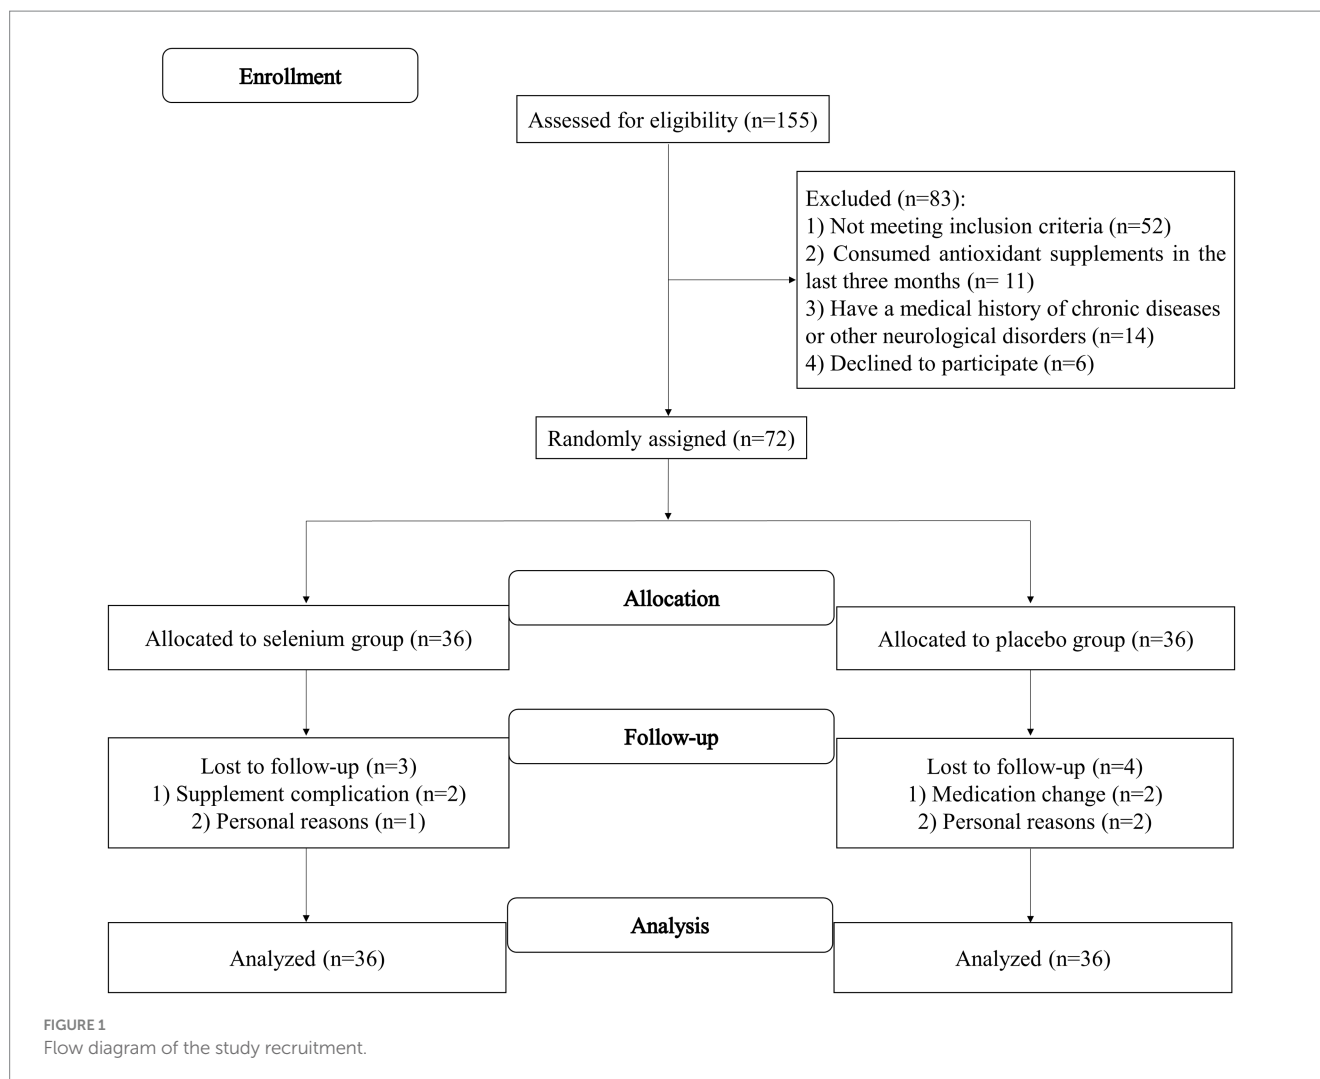 Enrollment
Assessed for eligibility (n=155)
Excluded (n=83):
1) Not meeting inclusion criteria (n=52)
2) Consumed antioxidant supplements in the
last three months (n= 11)
3) Have a medical history of chronic diseases
or other neurological disorders (n=14)
4) Declined to participate (n=6)
Randomly assigned (n=72)
Allocation
Allocated to selenium group (n=36)
Allocated to placebo group (n=36)
Follow-up
Lost to follow-up (n=3)
1) Supplement complication (n=2)
2) Personal reasons (n=1)
Lost to follow-up (n=4)
1) Medication change (n=2)
2) Personal reasons (n=2)
Analysis
Analyzed (n=36)
Analyzed (n=36)
FIGURE 1
Flow diagram of the study recruitment.